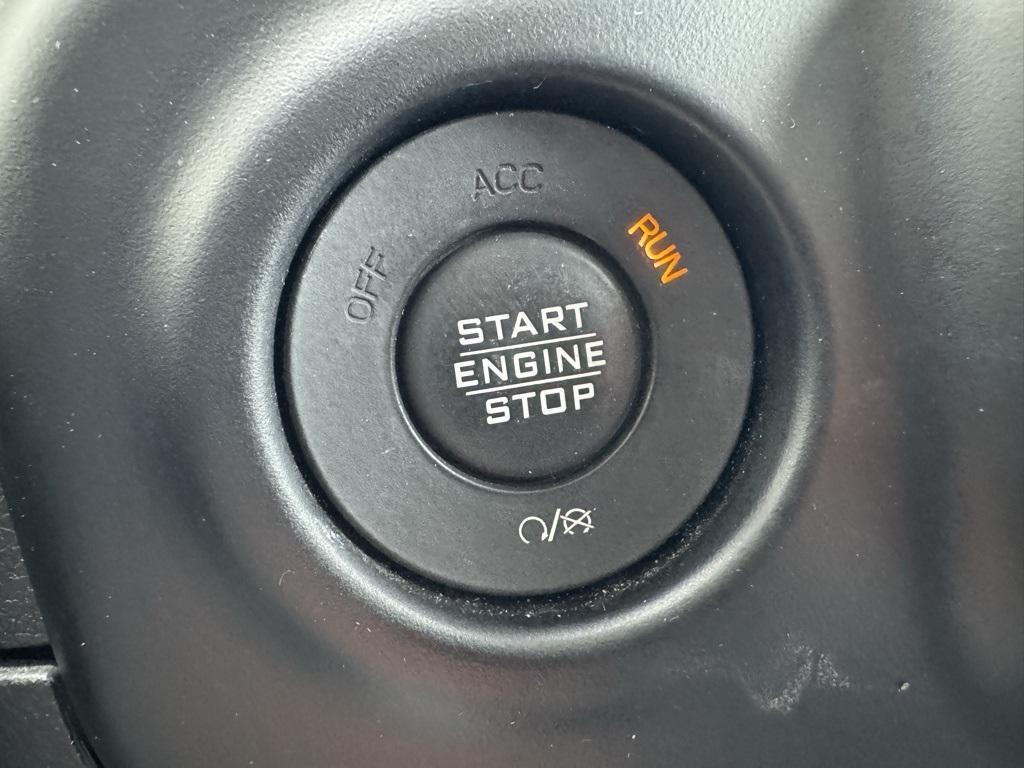 ACC
OFF
RUN
START
ENGINE
STOP